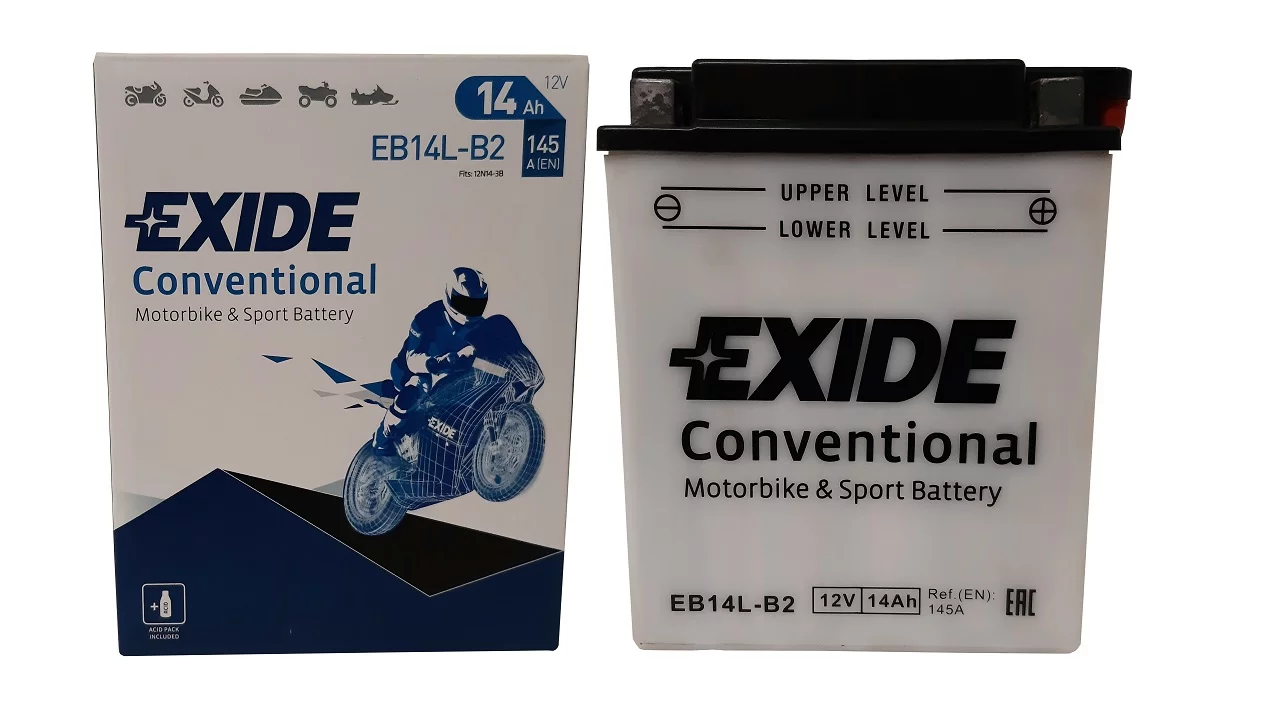 12V
14 Ah
EB14L-B2
145
A (EN)
Fits: 12N14-3B
EXIDE
Conventional
Motorbike & Sport Battery
EXIDE
+
ACID
ACID PACK
INCLUDED
UPPER LEVEL
LOWER LEVEL
EXIDE
Conventional
Motorbike & Sport Battery
EB14L-B2 12V 14Ah Ref.(EN):
145A
EAC